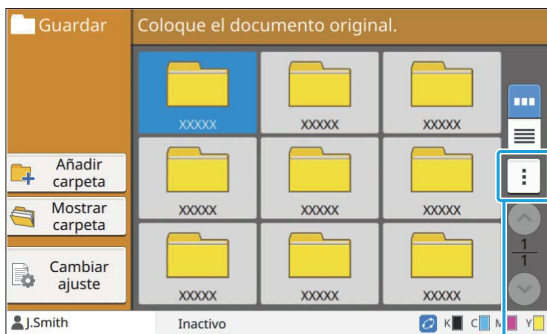 Guardar
Coloque el documento original.
XXXXX XXXXX XXXXX
Añadir
carpeta
XXXXX XXXXX XXXXX
Mostrar
carpeta
1
1
Cambiar
ajuste
XXXXX XXXXX XXXXX
J.Smith Inactivo K C M Y